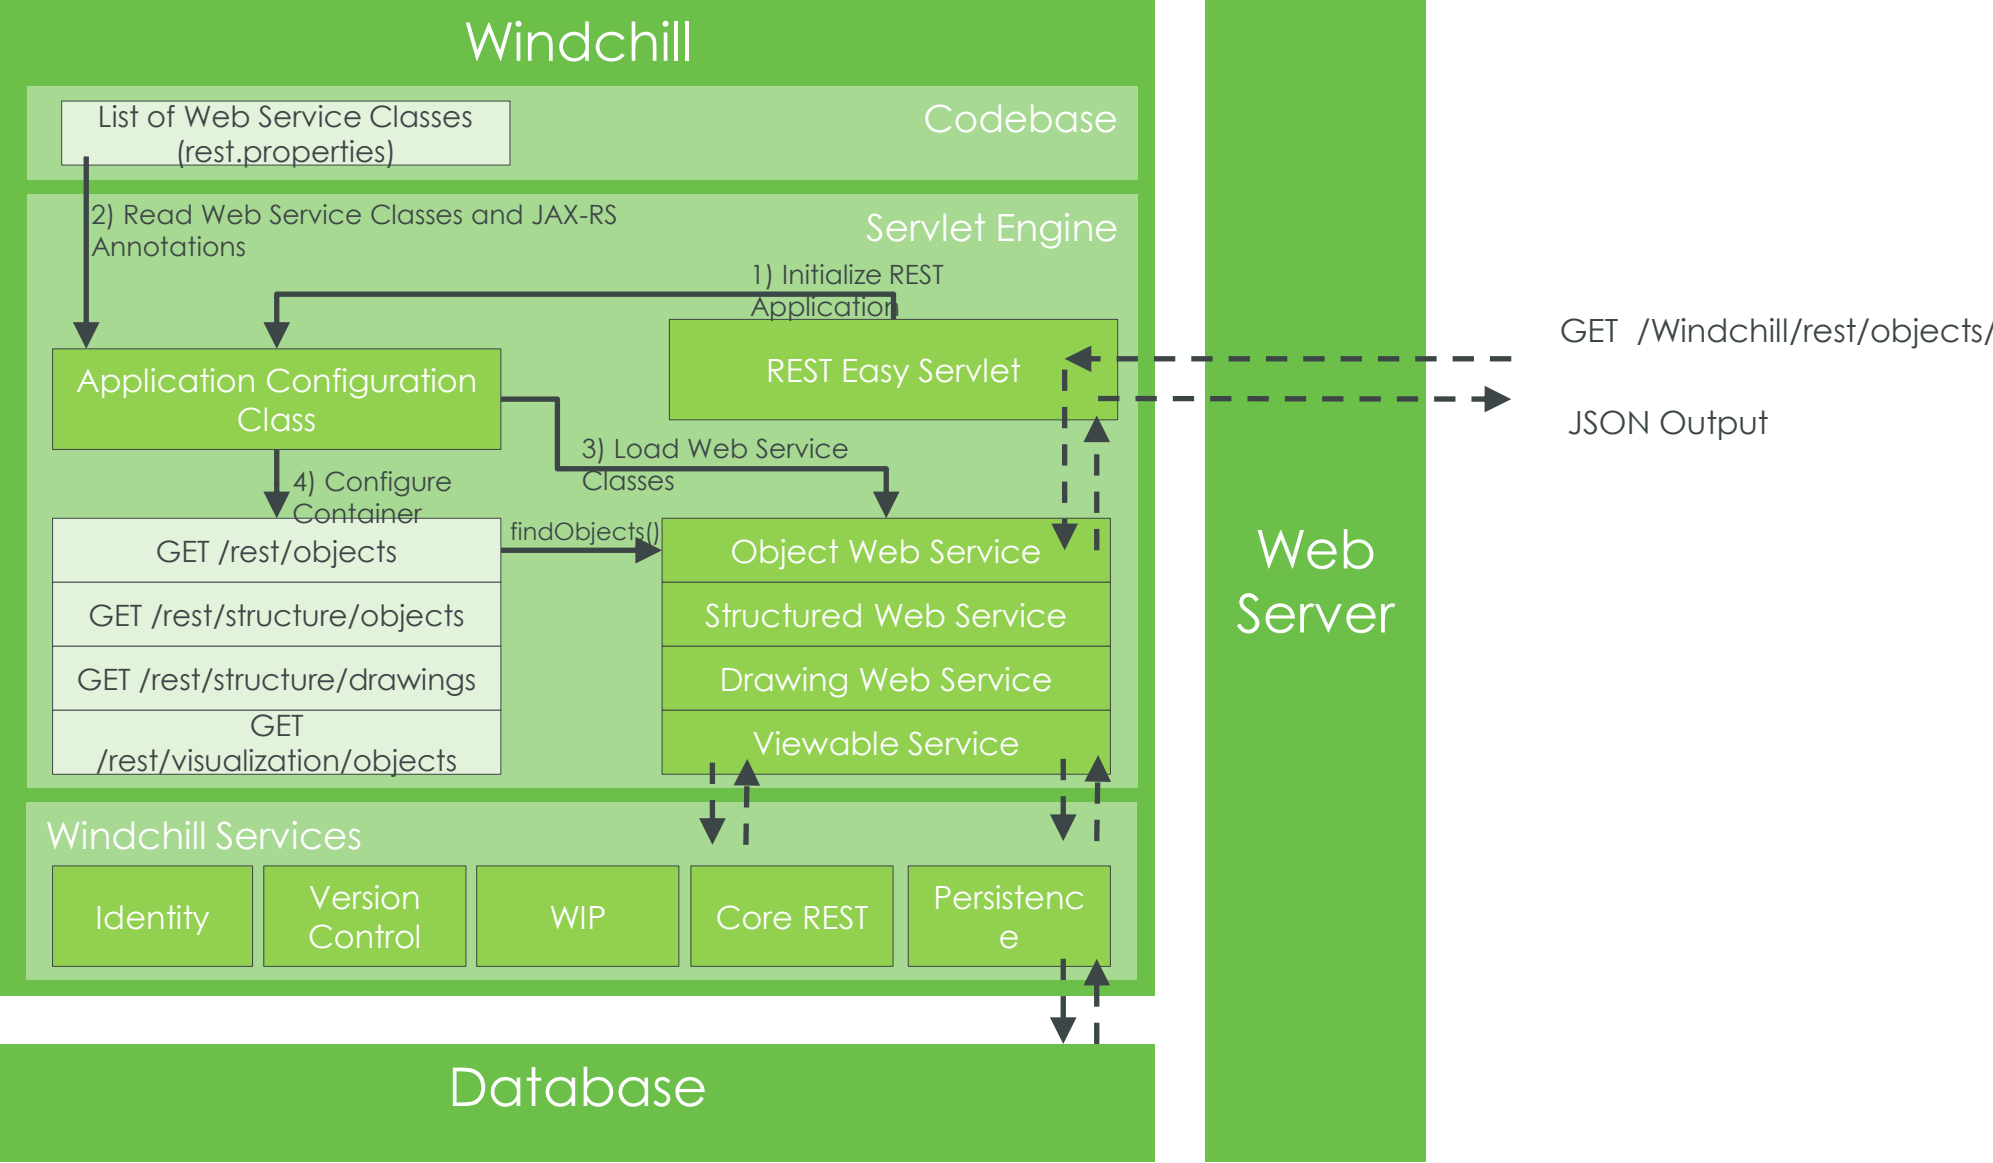 Windchill
Codebase
List of Web Service Classes
(rest.properties)
Servlet Engine
2) Read Web Service Classes and JAX-RS
Annotations
1) Initialize REST
Application
REST Easy Servlet
Application Configuration
Class
3) Load Web Service
Classes
4) Configure
Container
findObjects()
GET /rest/objects
GET /rest/structure/objects
GET /rest/structure/drawings
GET
/rest/visualization/objects
Object Web Service
Structured Web Service
Drawing Web Service
Viewable Service
Windchill Services
Identity
Version
Control
WIP
Core REST
Persistenc
e
Database
Web
Server
GET /Windchill/rest/objects/
JSON Output